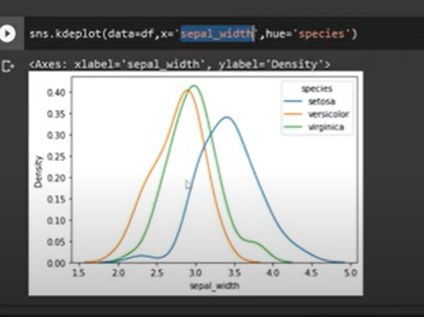 sns.kdeplot(data=df,x='sepal_width',hue='species')
<Axes: xlabel='sepal_width', ylabel='Density'>
species
setosa
versicolor
virginica
0.40
0.35
0.30
0.25
0.20
0.15
0.10
0.05
0.00
Density
1.5 2.0 2.5 3.0 3.5 4.0 4.5 5.0
sepal_width